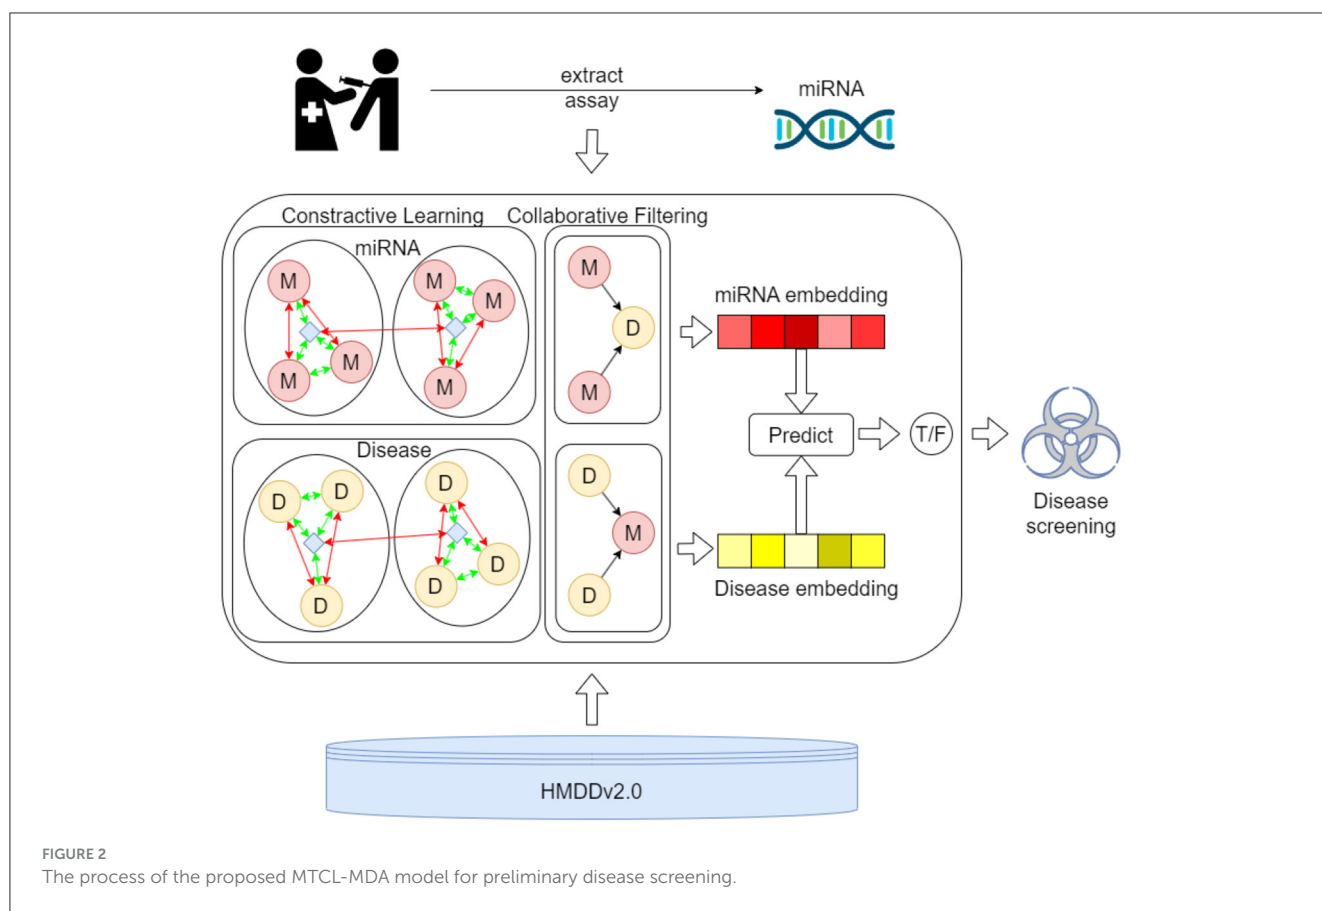 extract
assay
miRNA
Constractive Learning
Collaborative Filtering
miRNA
M
M
M
M
M
M
M
D
M
miRNA embedding
Predict
T/F
Disease
screening
Disease
D
D
D
D
D
D
D
M
D
Disease embedding
HMDDv2.0
FIGURE 2
The process of the proposed MTCL-MDA model for preliminary disease screening.